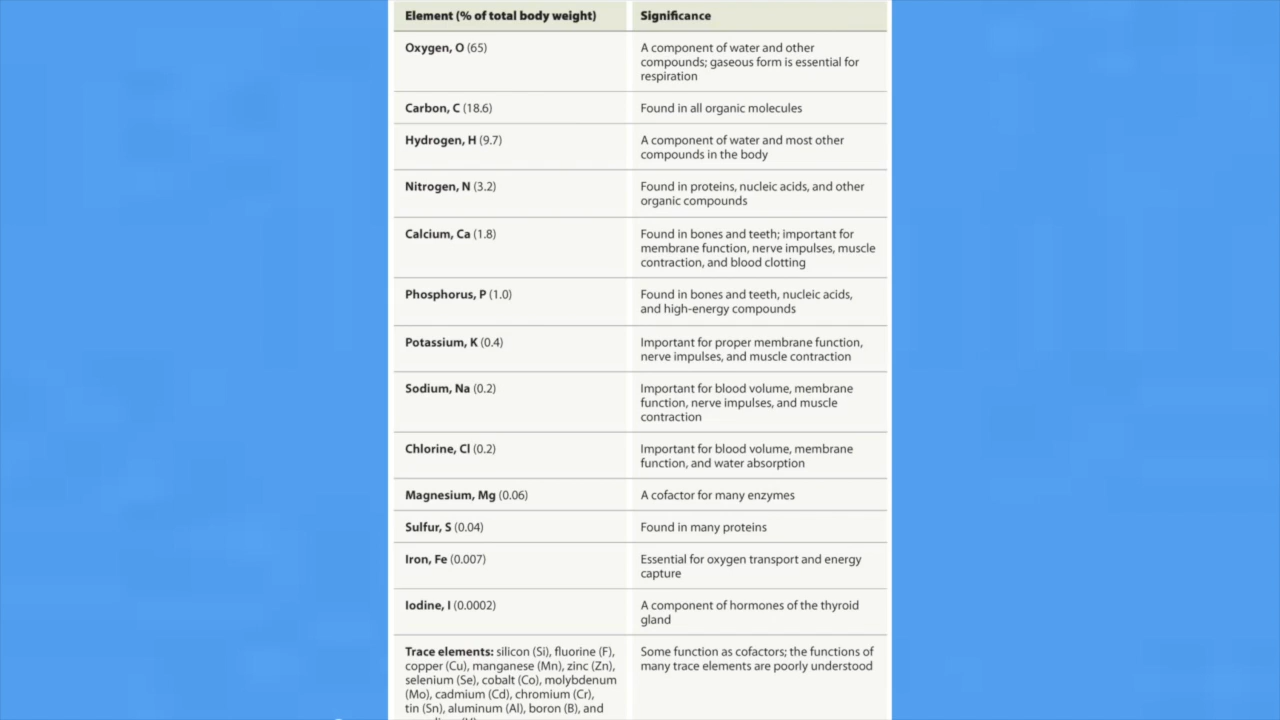 Element (% of total body weight) Significance
Oxygen, O (65) A component of water and other
compounds; gaseous form is essential for
respiration
Carbon, C (18.6) Found in all organic molecules
Hydrogen, H (9.7) A component of water and most other
compounds in the body
Nitrogen, N (3.2) Found in proteins, nucleic acids, and other
organic compounds
Calcium, Ca (1.8) Found in bones and teeth; important for
membrane function, nerve impulses, muscle
contraction, and blood clotting
Phosphorus, P (1.0) Found in bones and teeth, nucleic acids,
and high-energy compounds
Potassium, K (0.4) Important for proper membrane function,
nerve impulses, and muscle contraction
Sodium, Na (0.2) Important for blood volume, membrane
function, nerve impulses, and muscle
contraction
Chlorine, Cl (0.2) Important for blood volume, membrane
function, and water absorption
Magnesium, Mg (0.06) A cofactor for many enzymes
Sulfur, S (0.04) Found in many proteins
Iron, Fe (0.007) Essential for oxygen transport and energy
capture
Iodine, I (0.0002) A component of hormones of the thyroid
gland
Trace elements: silicon (Si), fluorine (F), Some function as cofactors; the functions of
copper (Cu), manganese (Mn), zinc (Zn), many trace elements are poorly understood
selenium (Se), cobalt (Co), molybdenum
(Mo), cadmium (Cd), chromium (Cr),
tin (Sn), aluminum (Al), boron (B), and